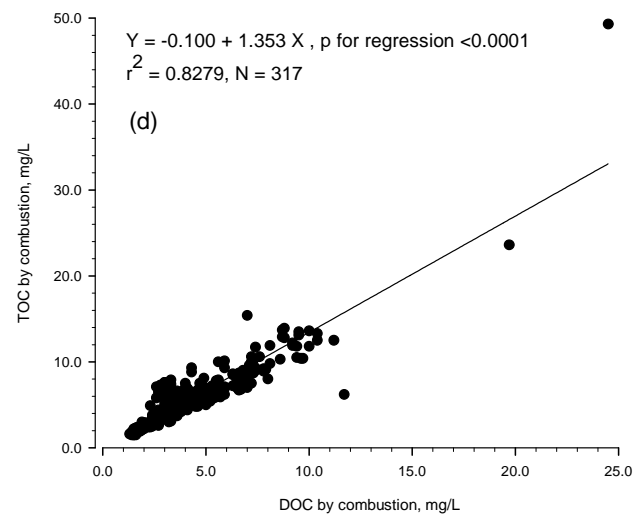 Y = -0.100 + 1.353 X , p for regression <0.0001
r2 = 0.8279, N = 317
(d)
TOC by combustion, mg/L
50.0
40.0
30.0
20.0
10.0
0.0
0.0 5.0 10.0 15.0 20.0 25.0
DOC by combustion, mg/L